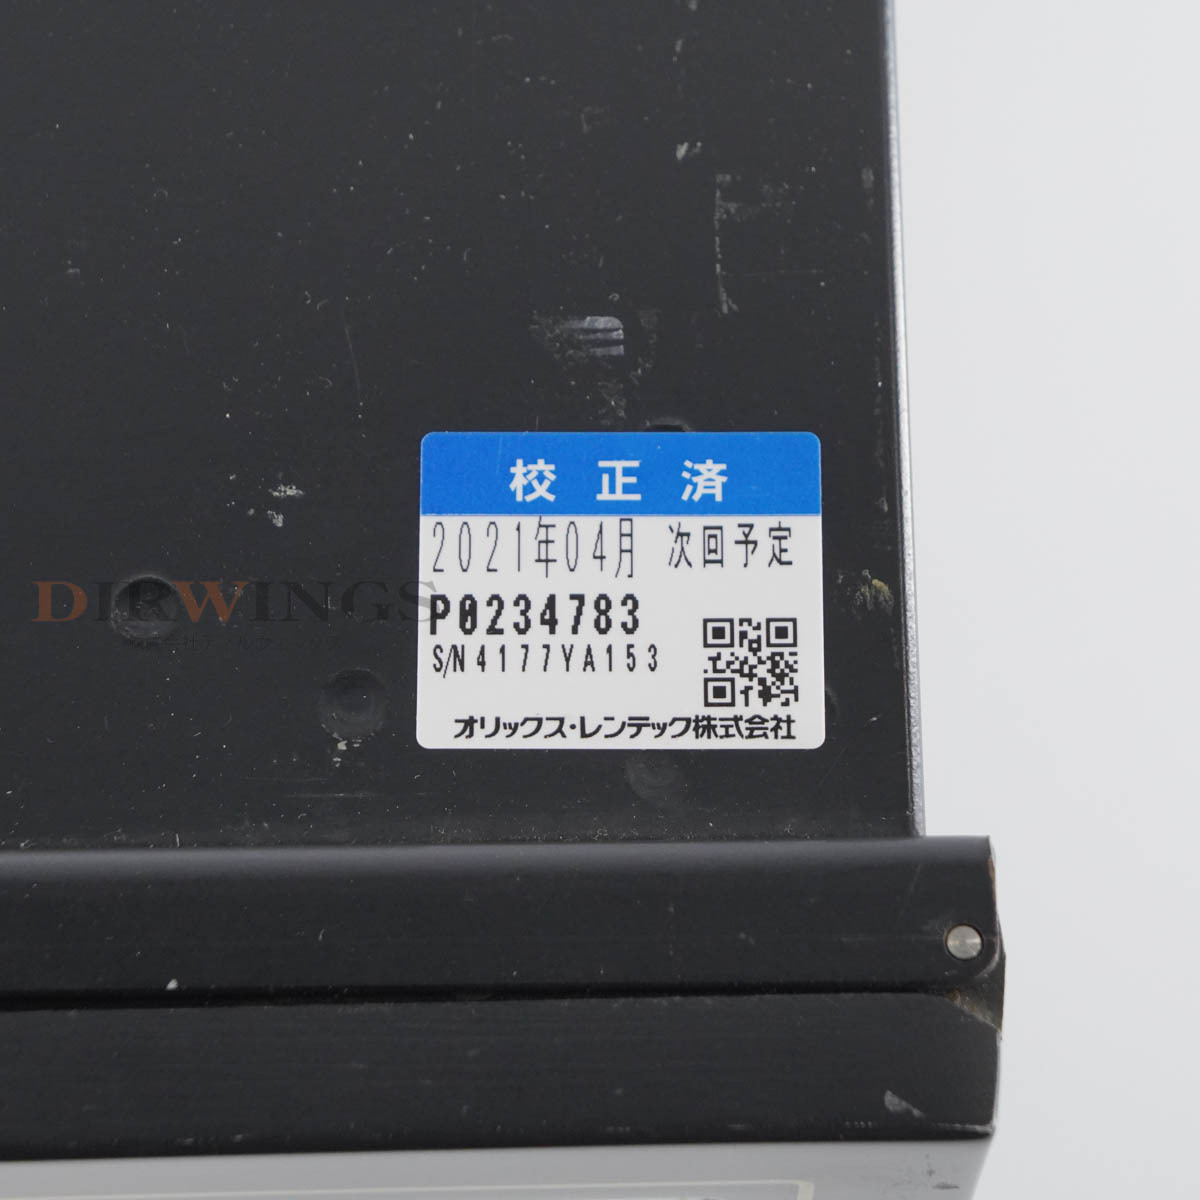 校正済
2021年04月 次回予定
P0234783
S/N4177YA153
オリックス・レンテック株式会社
DIRWINGS